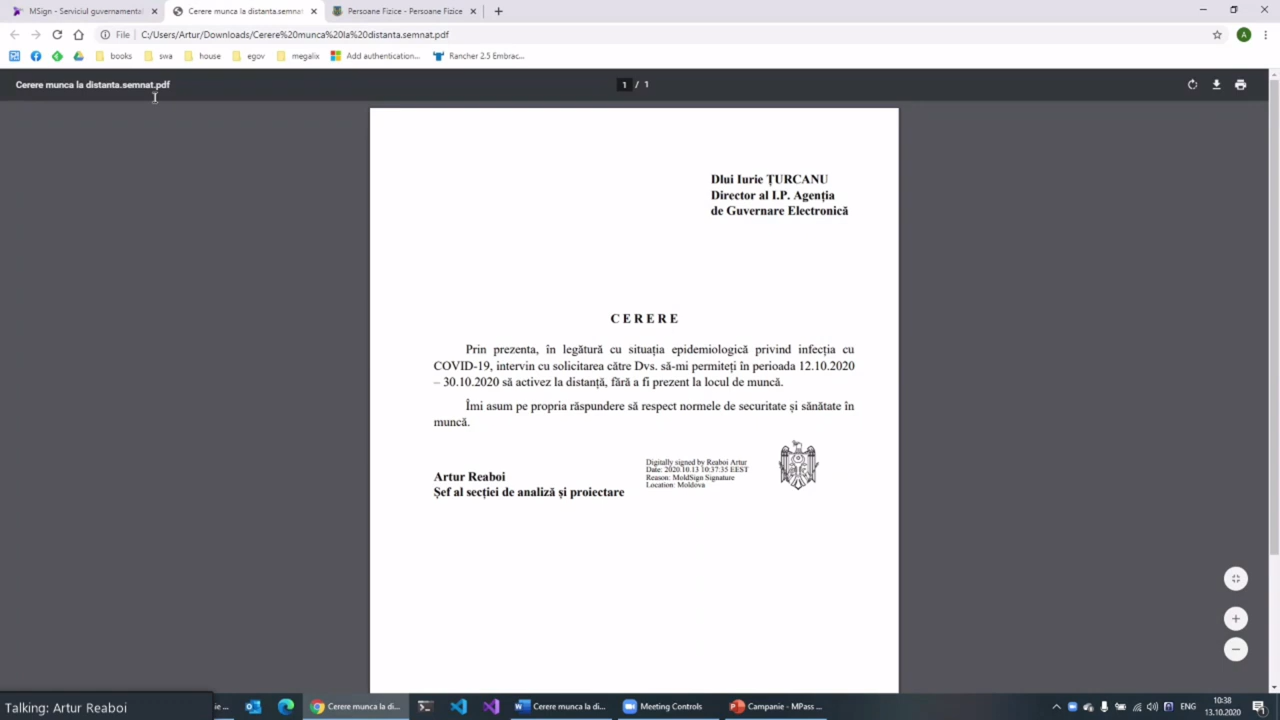 MSign - Serviciul guvernamental
Cerere munca la distanta.semnat
Persoane Fizice - Persoane Fizice
File
C:/Users/Artur/Downloads/Cerere%20munca%20la%20distanta.semnat.pdf
A
books
swa
house
egov
megalix
Add authentication...
Rancher 2.5 Embrac...
Cerere munca la distanta.semnat.pdf
1 / 1
Dlui Iurie ȚURCANU
Director al I.P. Agenția
de Guvernare Electronică
C E R E R E
Prin prezenta, în legătură cu situația epidemiologică privind infecția cu
COVID-19, intervin cu solicitarea către Dvs. să-mi permiteți în perioada 12.10.2020
– 30.10.2020 să activez la distanță, fără a fi prezent la locul de muncă.
Îmi asum pe propria răspundere să respect normele de securitate și sănătate în
muncă.
Digitally signed by Reaboi Artur
Date: 2020.10.13 10:37:35 EEST
Reason: MoldSign Signature
Location: Moldova
Artur Reaboi
Șef al secției de analiză și proiectare
Talking: Artur Reaboi
ie ...
Cerere munca la di...
Cerere munca la di...
Meeting Controls
Campanie - MPass ...
ENG
10:38
13.10.2020
1